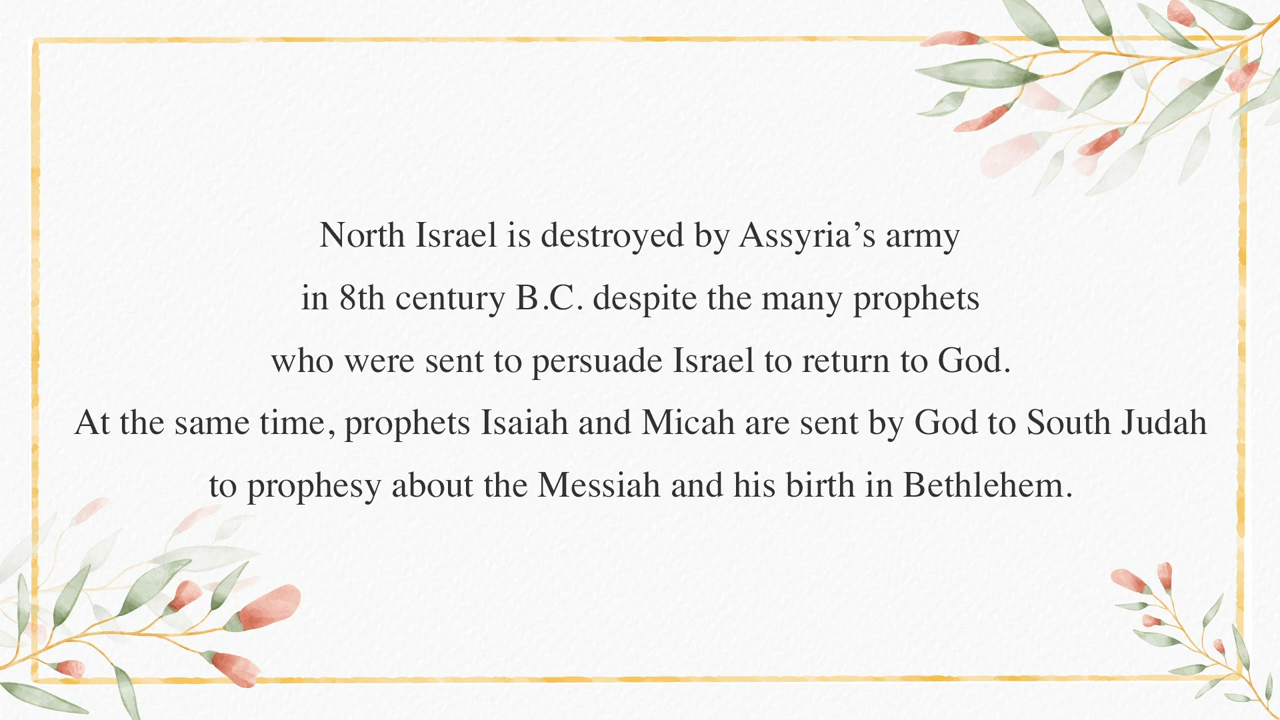 North Israel is destroyed by Assyria’s army
in 8th century B.C. despite the many prophets
who were sent to persuade Israel to return to God.
At the same time, prophets Isaiah and Micah are sent by God to South Judah
to prophesy about the Messiah and his birth in Bethlehem.